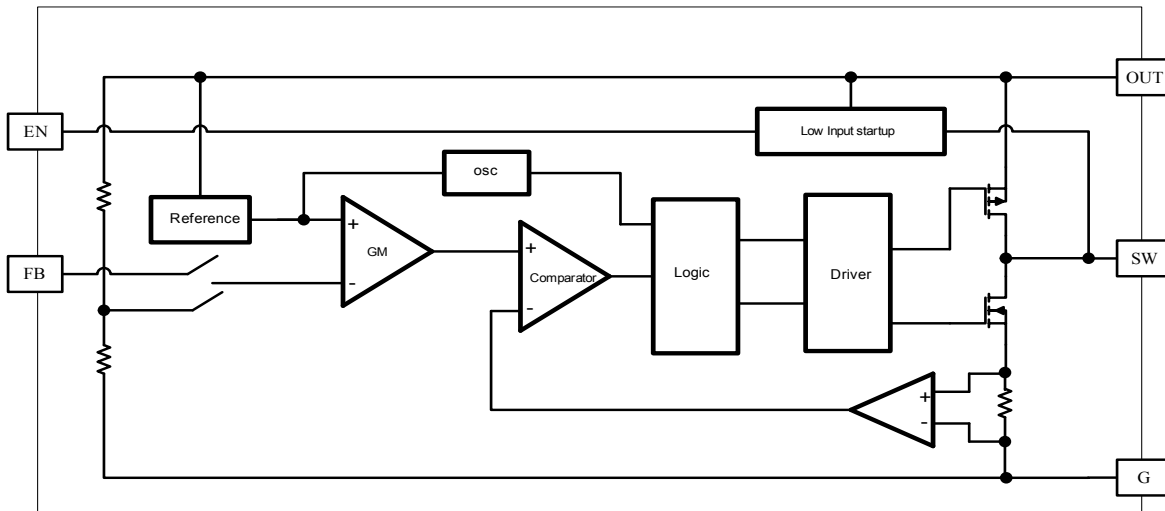 OUT
EN
Low Input startup
osc
Reference
+
GM
-
+
Comparator
-
Logic
Driver
FB
SW
+
-
G